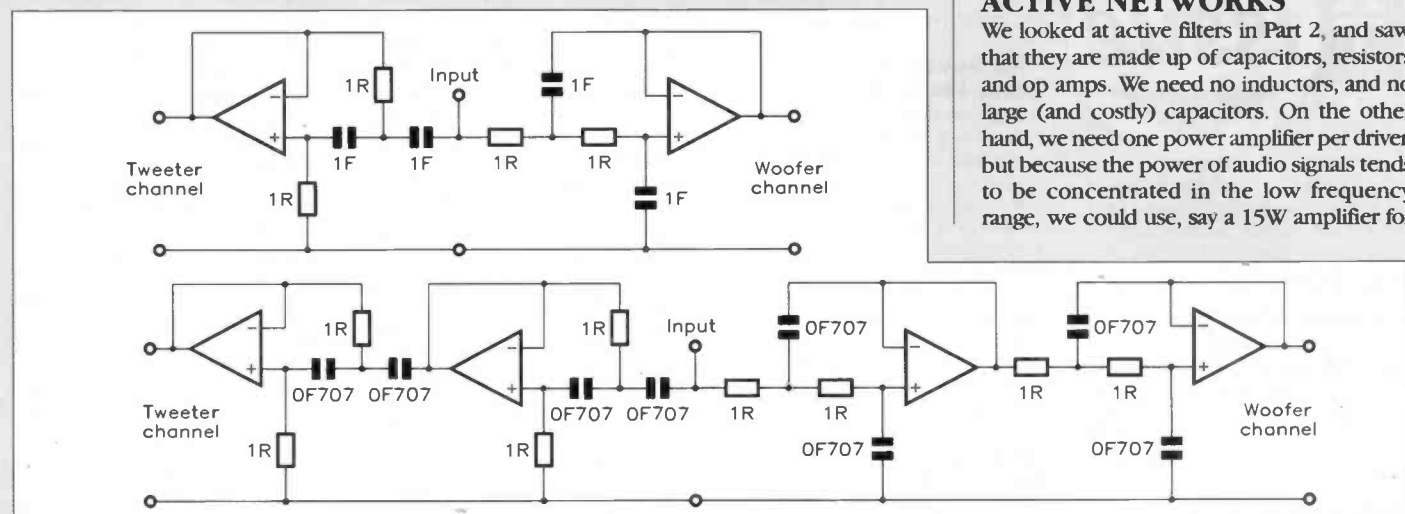 ACTIVE NETWORKS
We looked at active filters in Part 2, and saw
that they are made up of capacitors, resistors
and op amps. We need no inductors, and no
large (and costly) capacitors. On the other
hand, we need one power amplifier per driver
but because the power of audio signals tends
to be concentrated in the low frequency
range, we could use, say a 15W amplifier fo
1R
Input
1F
Tweeter
channel
1F
1F
1R
1R
Woofer
channel
1R
1F
1R
1R
Input
0F707
0F707
Tweeter
channel
0F707
0F707
0F707
0F707
1R
1R
1R
1R
Woofer
channel
1R
1R
0F707
0F707